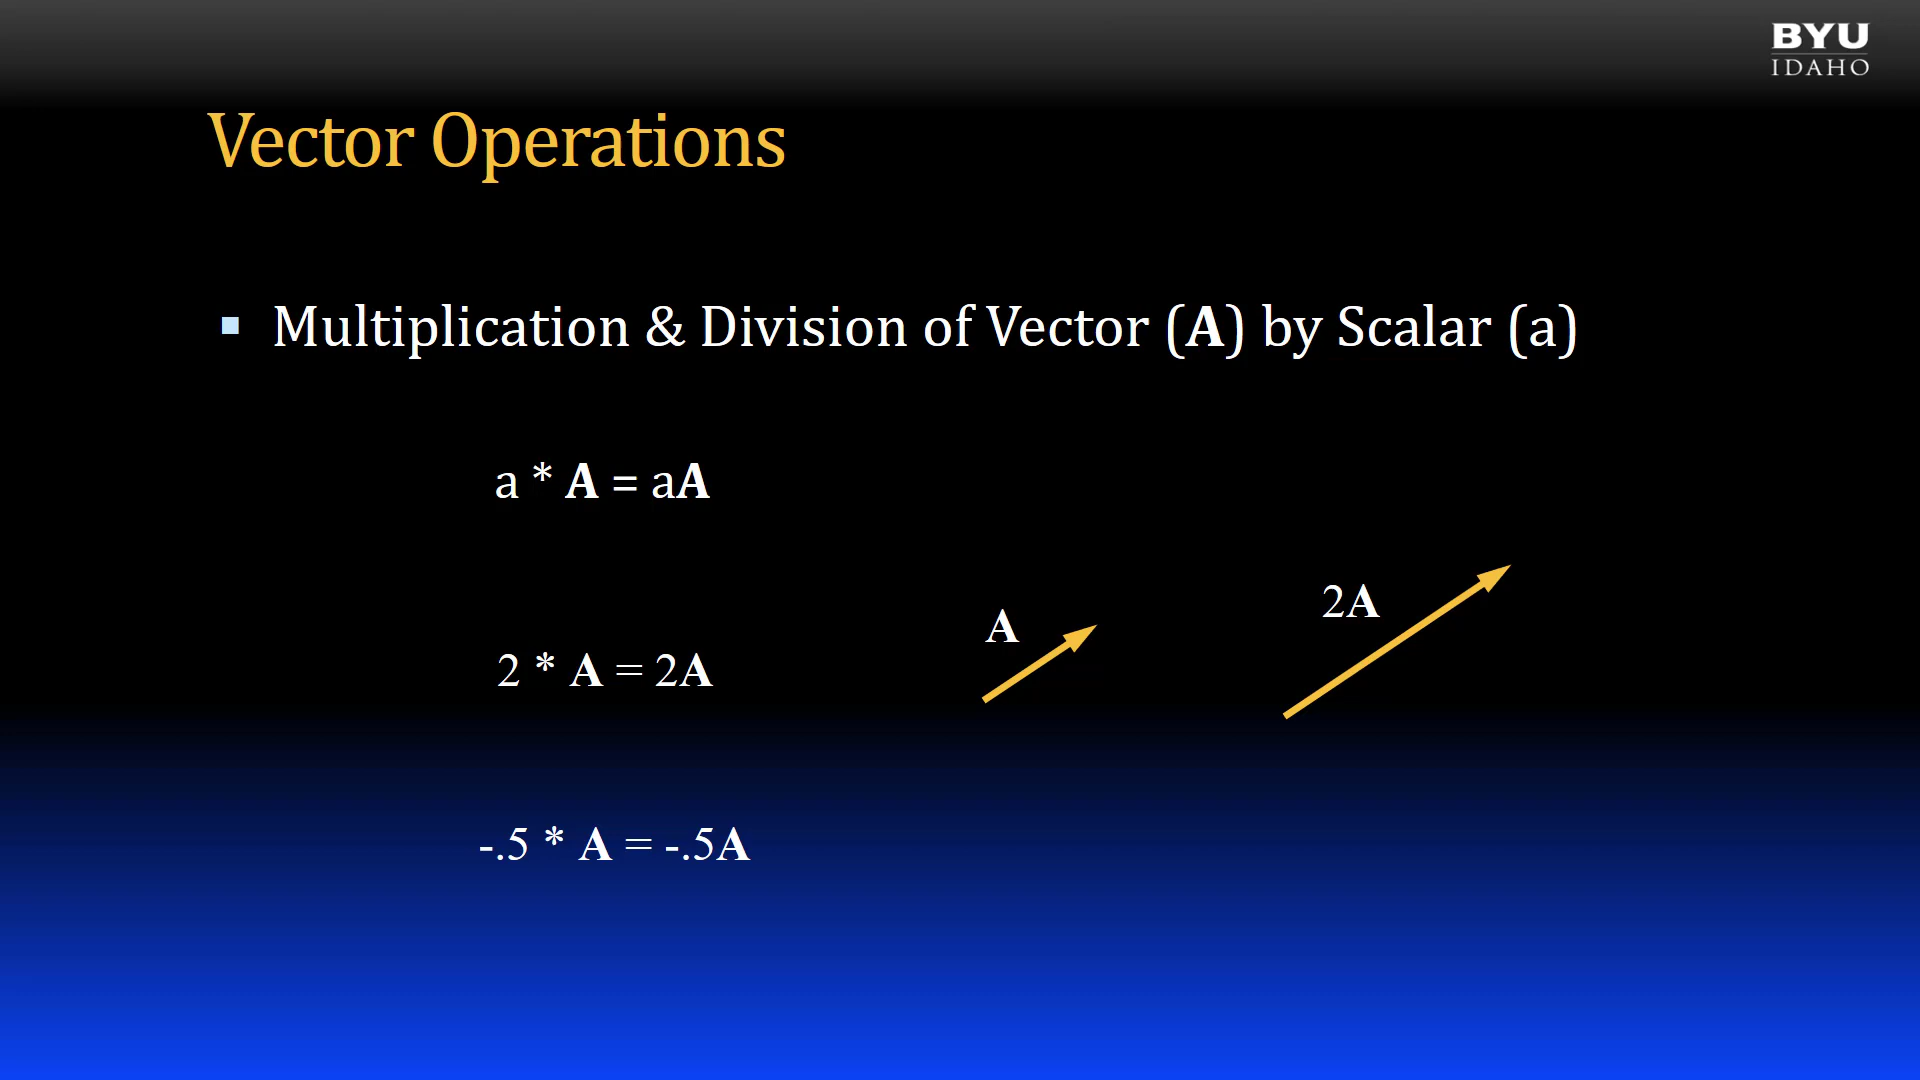 BYU
IDAHO
Vector Operations
▪ Multiplication & Division of Vector (A) by Scalar (a)
a * A = aA
2 * A = 2A
A
2A
-.5 * A = -.5A